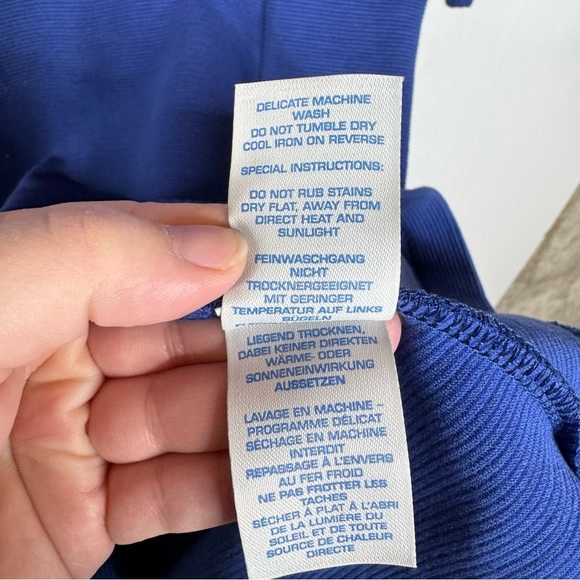 DELICATE MACHINE
WASH
DO NOT TUMBLE DRY
COOL IRON ON REVERSE
SPECIAL INSTRUCTIONS:
DO NOT RUB STAINS
DRY FLAT, AWAY FROM
DIRECT HEAT AND
SUNLIGHT
FEINWASCHGANG
NICHT
TROCKNERGEEIGNET
MIT GERINGER
TEMPERATUR AUF LINKS
BÜGELN
LIEGEND TROCKNEN,
DABEI KEINER DIREKTEN
WÄRME- ODER
SONNENEINWIRKUNG
AUSSETZEN
LAVAGE EN MACHINE –
PROGRAMME DÉLICAT
SÉCHAGE EN MACHINE
INTERDIT
REPASSAGE À L'ENVERS
AU FER FROID
NE PAS FROTTER LES
TACHES
SÉCHER À PLAT À L'ABRI
DE LA LUMIÈRE DU
SOLEIL ET DE TOUTE
SOURCE DE CHALEUR
DIRECTE